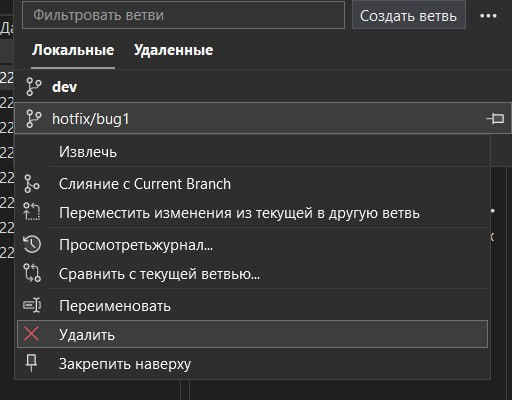 Фильтровать ветви
Создать ветвь
Локальные Удаленные
dev
hotfix/bug1
Извлечь
Слияние с Current Branch
Переместить изменения из текущей в другую ветвь
Просмотретьжурнал...
Сравнить с текущей ветвью...
Переименовать
Удалить
Закрепить наверху